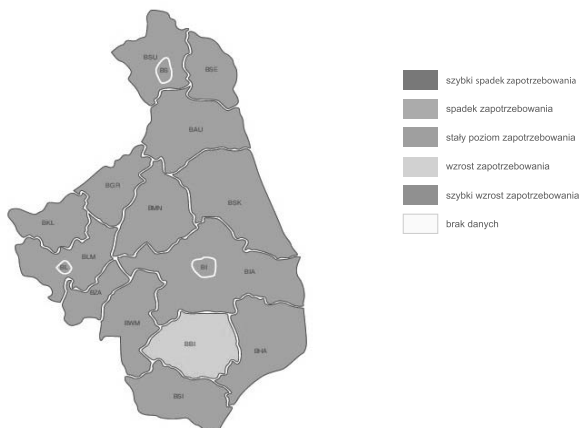 BSU
BS
BSE
BAU
BGR
BMN
BSK
BKL
BLM
BL
BZA
BI
BIA
BWM
BBI
BHA
BSI
szybki spadek zapotrzebowania
spadek zapotrzebowania
stały poziom zapotrzebowania
wzrost zapotrzebowania
szybki wzrost zapotrzebowania
brak danych